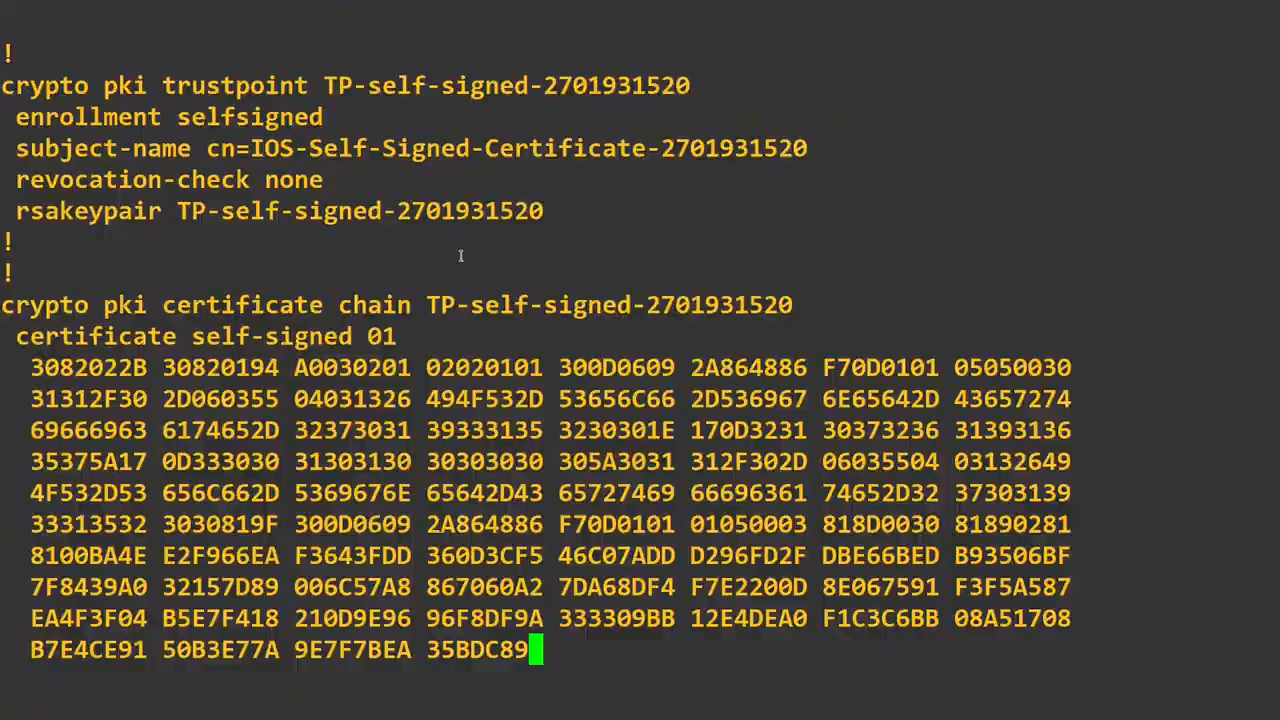 !
crypto pki trustpoint TP-self-signed-2701931520
 enrollment selfsigned
 subject-name cn=IOS-Self-Signed-Certificate-2701931520
 revocation-check none
 rsakeypair TP-self-signed-2701931520
!
!
crypto pki certificate chain TP-self-signed-2701931520
 certificate self-signed 01
  3082022B 30820194 A0030201 02020101 300D0609 2A864886 F70D0101 05050030
  31312F30 2D060355 04031326 494F532D 53656C66 2D536967 6E65642D 43657274
  69666963 6174652D 32373031 39333135 3230301E 170D3231 30373236 31393136
  35375A17 0D333030 31303130 30303030 305A3031 312F302D 06035504 03132649
  4F532D53 656C662D 5369676E 65642D43 65727469 66696361 74652D32 37303139
  33313532 3030819F 300D0609 2A864886 F70D0101 01050003 818D0030 81890281
  8100BA4E E2F966EA F3643FDD 360D3CF5 46C07ADD D296FD2F DBE66BED B93506BF
  7F8439A0 32157D89 006C57A8 867060A2 7DA68DF4 F7E2200D 8E067591 F3F5A587
  EA4F3F04 B5E7F418 210D9E96 96F8DF9A 333309BB 12E4DEA0 F1C3C6BB 08A51708
  B7E4CE91 50B3E77A 9E7F7BEA 35BDC89